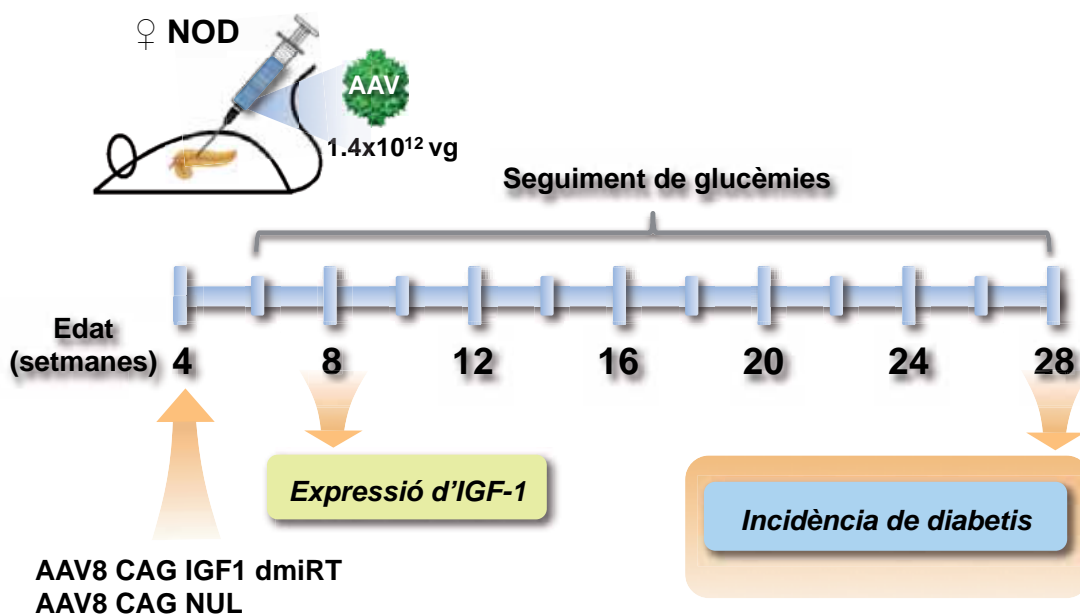 ♀ NOD
AAV
1.4x10¹² vg
Seguiment de glucèmies
Edat
(setmanes) 4 8 12 16 20 24 28
Expressió d’IGF-1
Incidència de diabetis
AAV8 CAG IGF1 dmiRT
AAV8 CAG NUL